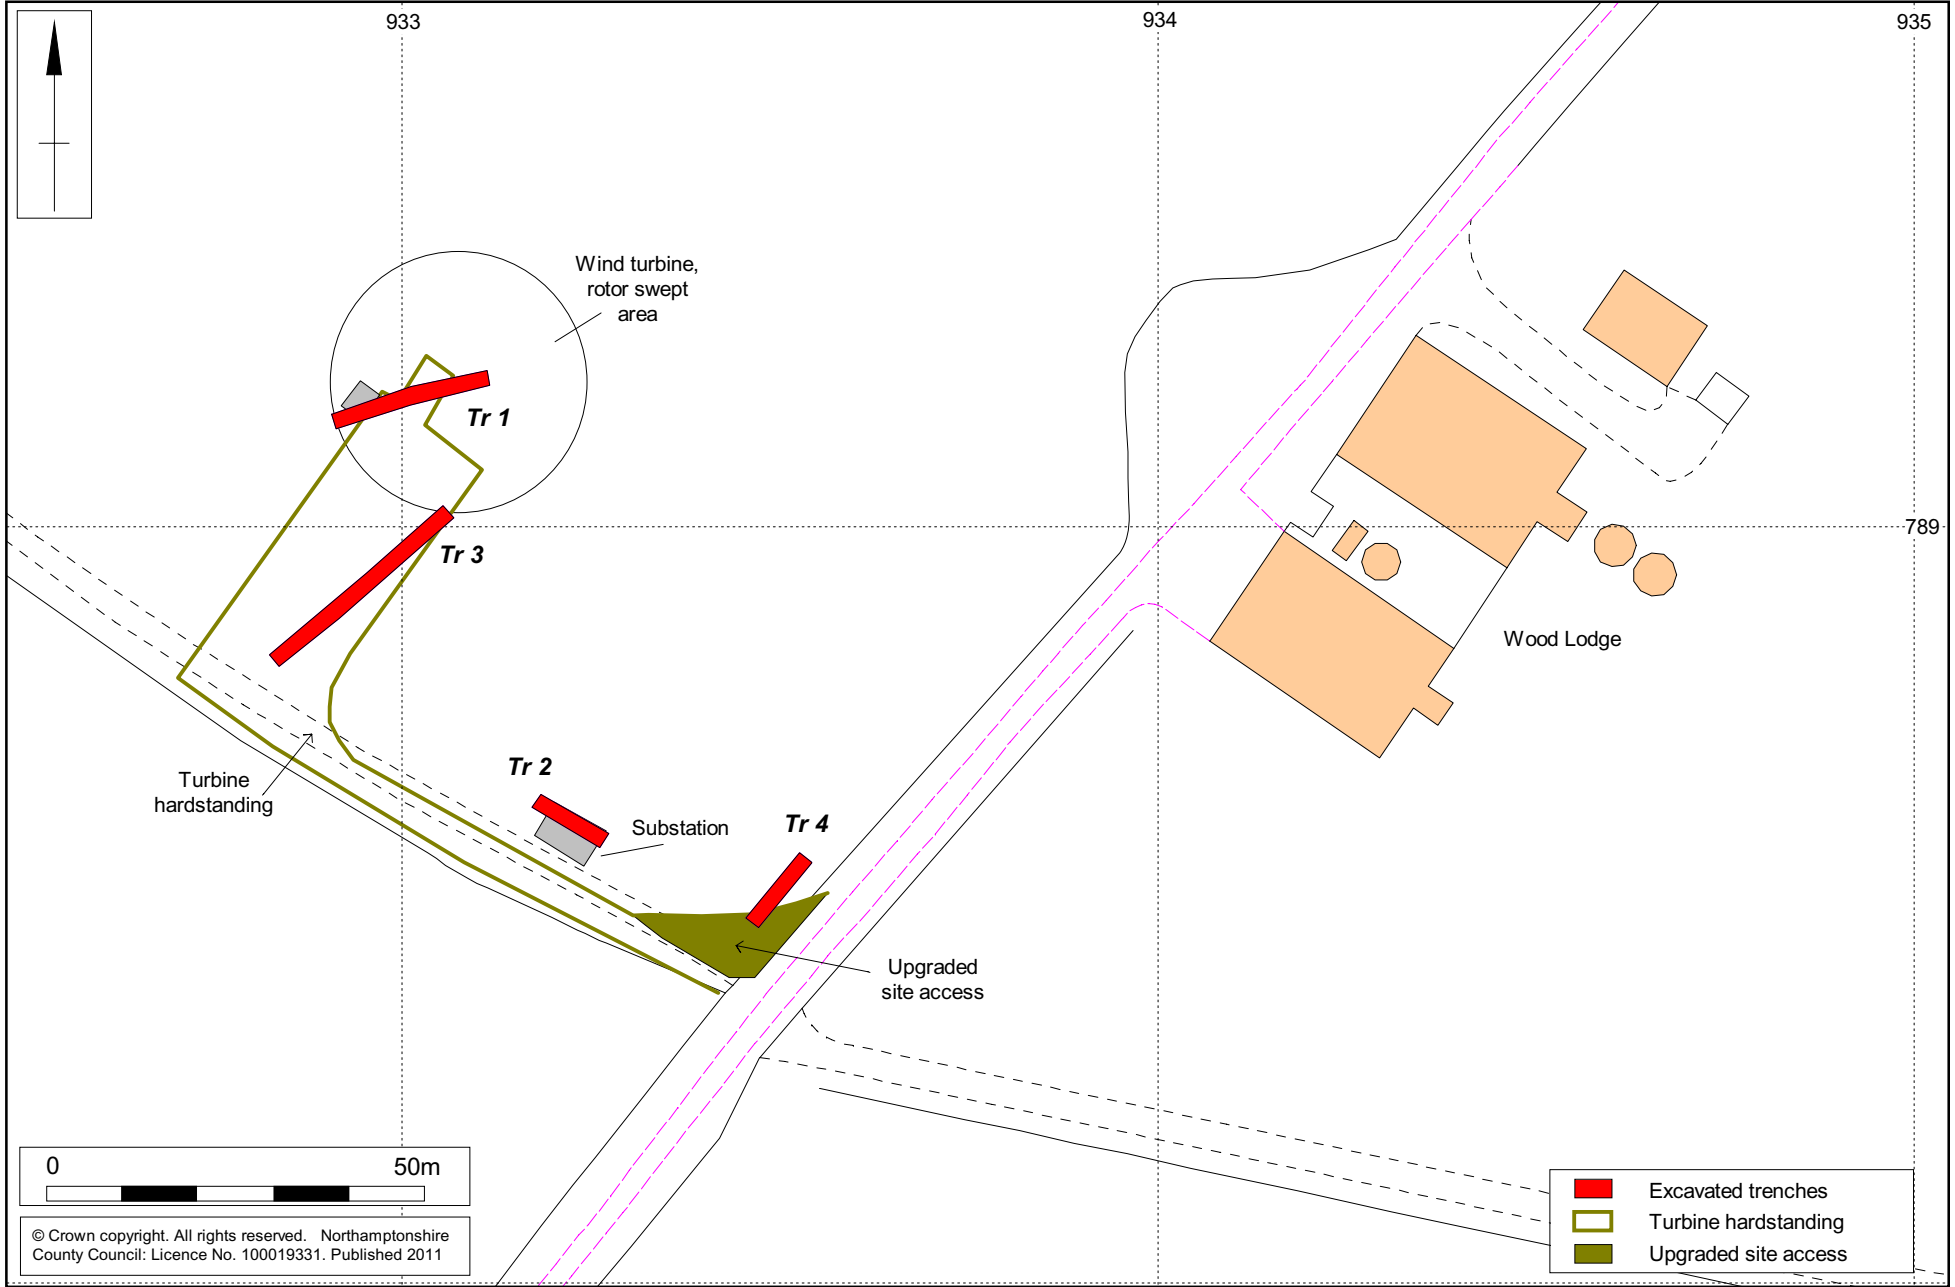 933
934
935
Wind turbine,
rotor swept
area
Tr 1
789
Tr 3
Wood Lodge
Tr 2
Turbine
hardstanding
Substation
Tr 4
Upgraded
site access
0 50m
© Crown copyright. All rights reserved. Northamptonshire
County Council: Licence No. 100019331. Published 2011
Excavated trenches
Turbine hardstanding
Upgraded site access